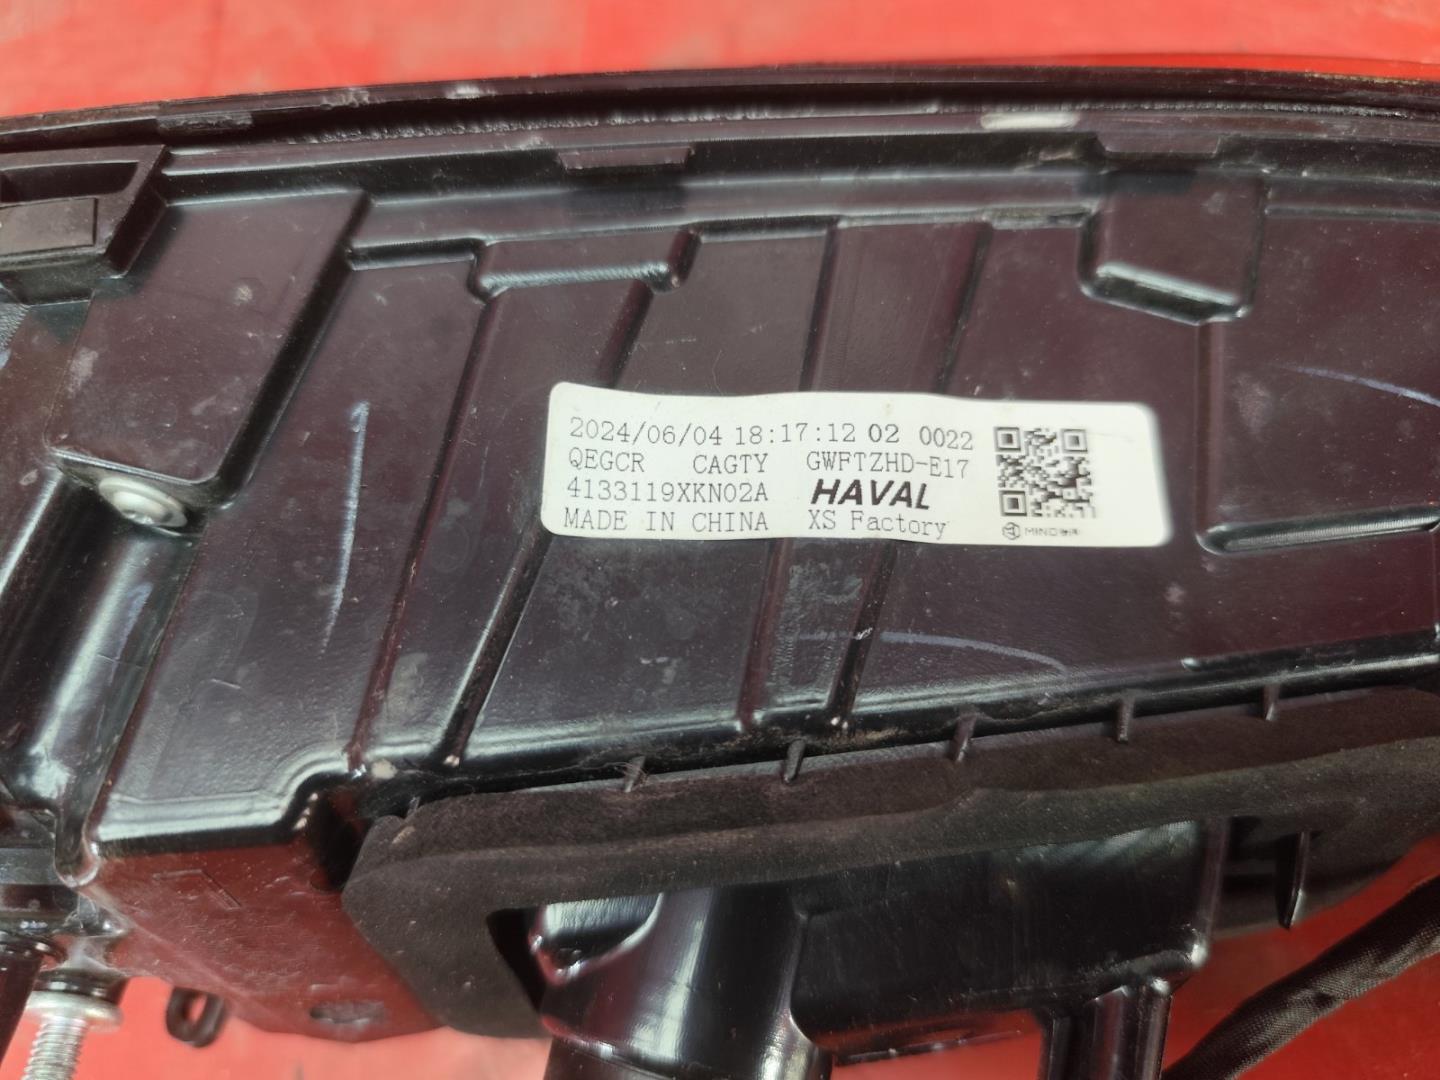 2024/06/04 18:17:12 02 0022
QEGCR CAGTY GWFTZHD-E17
4133119XKN02A HAVAL
MADE IN CHINA XS Factory
MIND